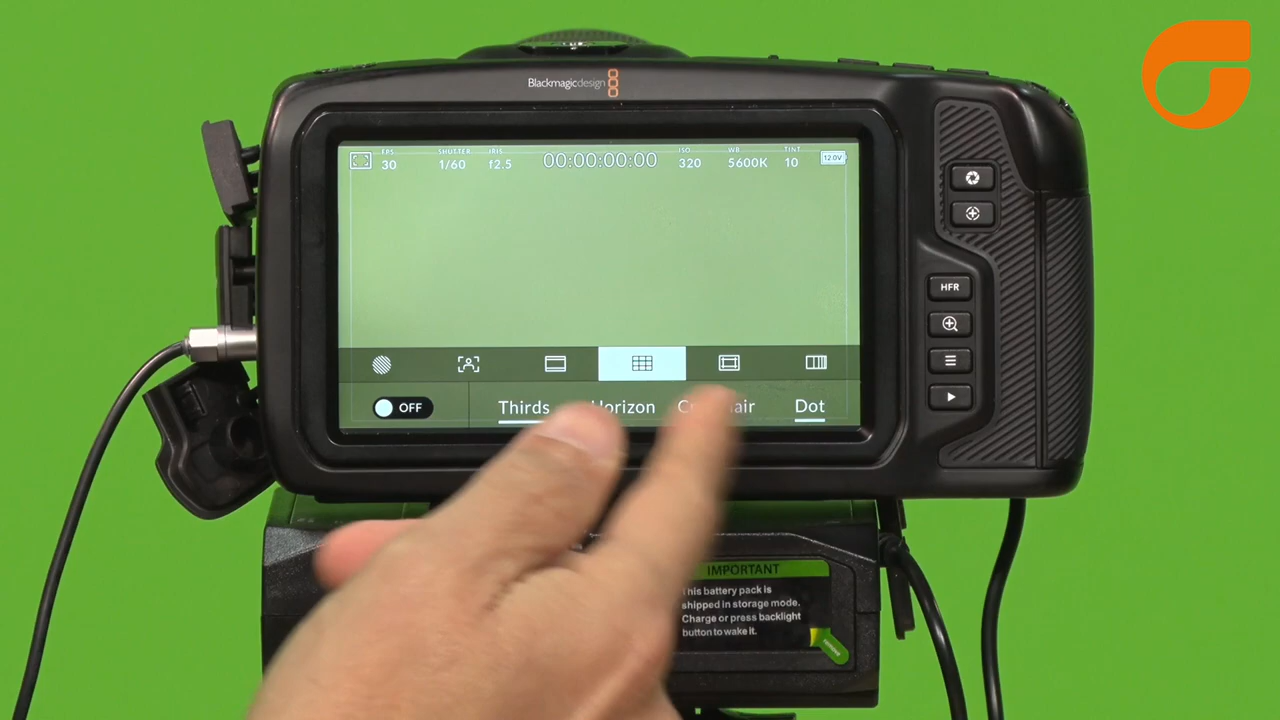 Blackmagicdesign
FPS SHUTTER IRIS ISO WB TINT
30 1/60 f2.5 00:00:00:00 320 5600K 10 12.0V
HFR
OFF Thirds Horizon Dot
IMPORTANT
This battery pack is
shipped in storage mode.
Charge or press backlight
button to wake it.